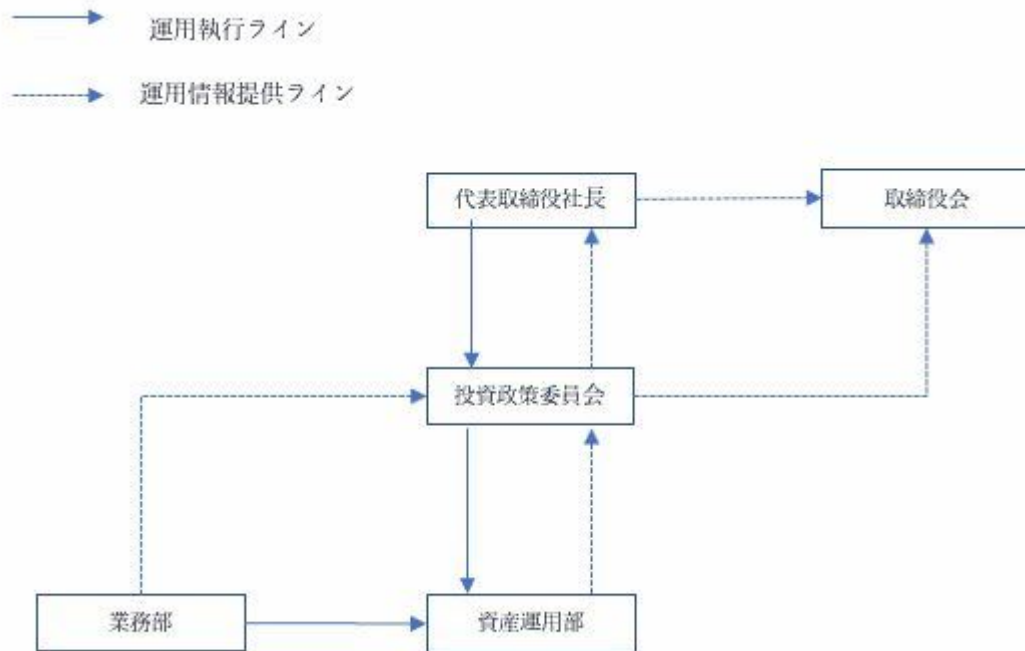 運用執行ライン
運用情報提供ライン
代表取締役社長
取締役会
投資政策委員会
業務部
資産運用部